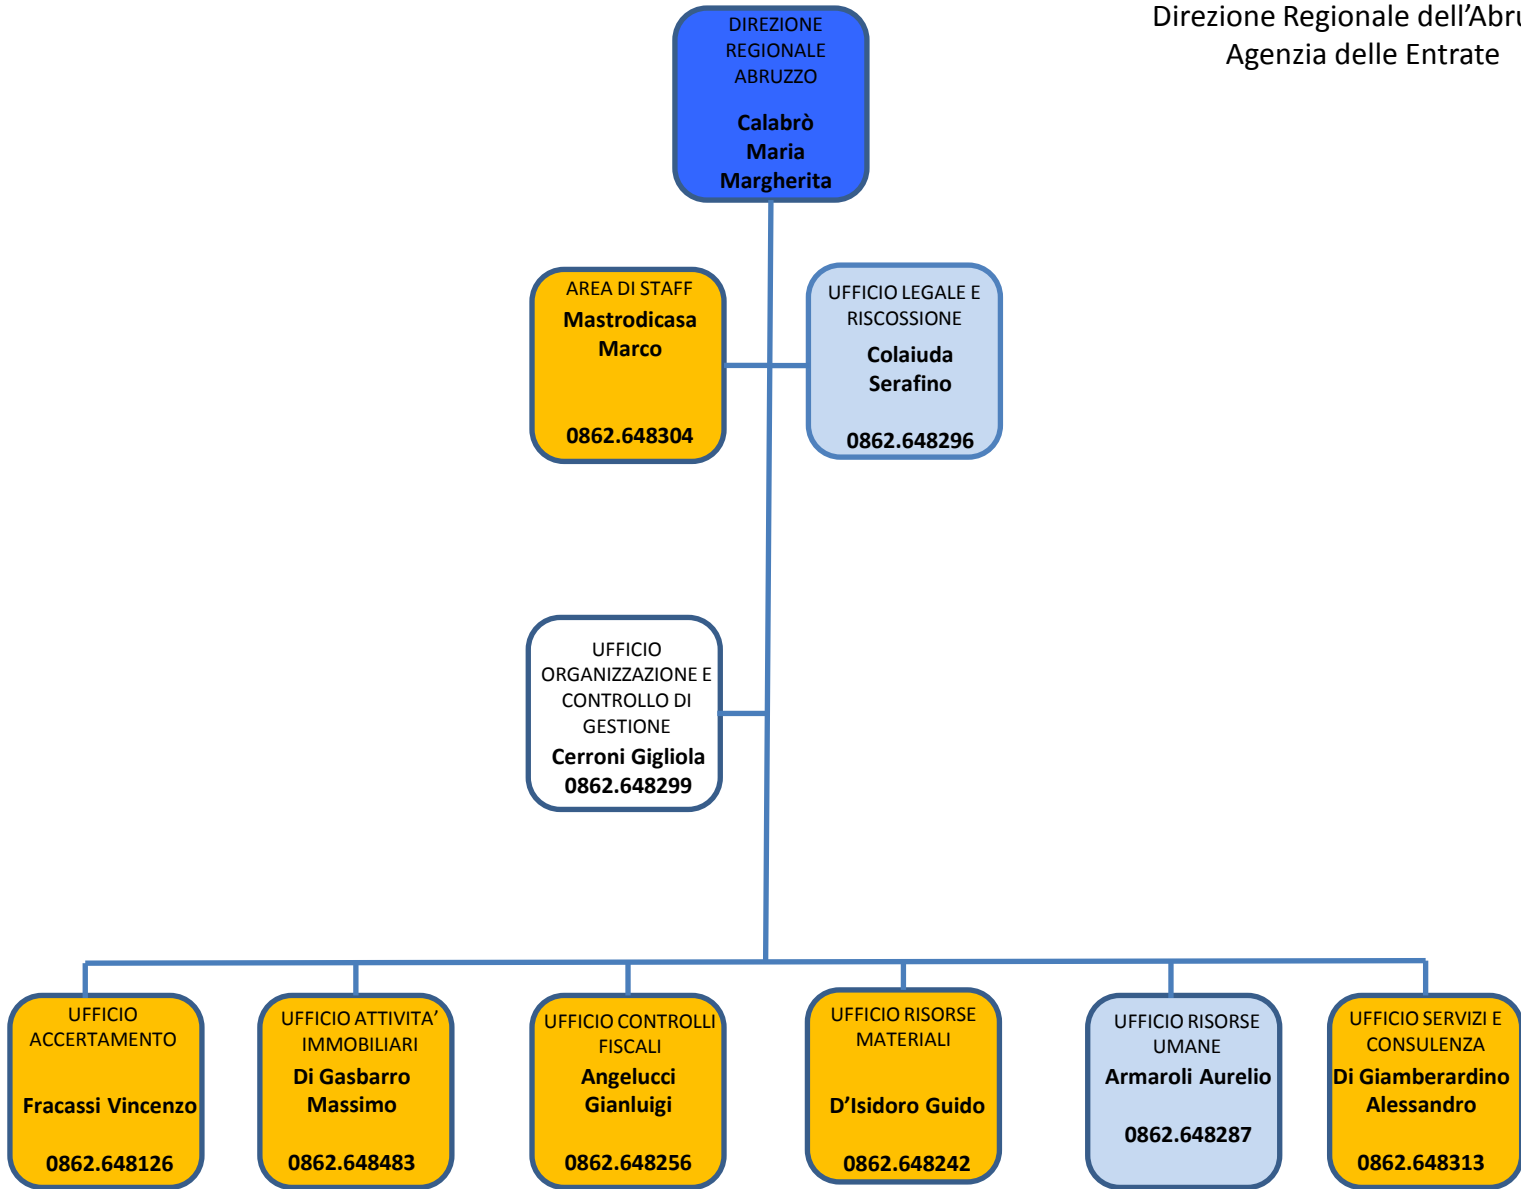 Direzione Regionale dell'Abru
Agenzia delle Entrate
DIREZIONE
REGIONALE
ABRUZZO
Calabrò
Maria
Margherita
AREA DI STAFF
Mastrodicasa
Marco
0862.648304
UFFICIO LEGALE E
RISCOSSIONE
Colaiuda
Serafino
0862.648296
UFFICIO
ORGANIZZAZIONE E
CONTROLLO DI
GESTIONE
Cerroni Gigliola
0862.648299
UFFICIO
ACCERTAMENTO
Fracassi Vincenzo
0862.648126
UFFICIO ATTIVITA’
IMMOBILIARI
Di Gasbarro
Massimo
0862.648483
UFFICIO CONTROLLI
FISCALI
Angelucci
Gianluigi
0862.648256
UFFICIO RISORSE
MATERIALI
D’Isidoro Guido
0862.648242
UFFICIO RISORSE
UMANE
Armaroli Aurelio
0862.648287
UFFICIO SERVIZI E
CONSULENZA
Di Giamberardino
Alessandro
0862.648313